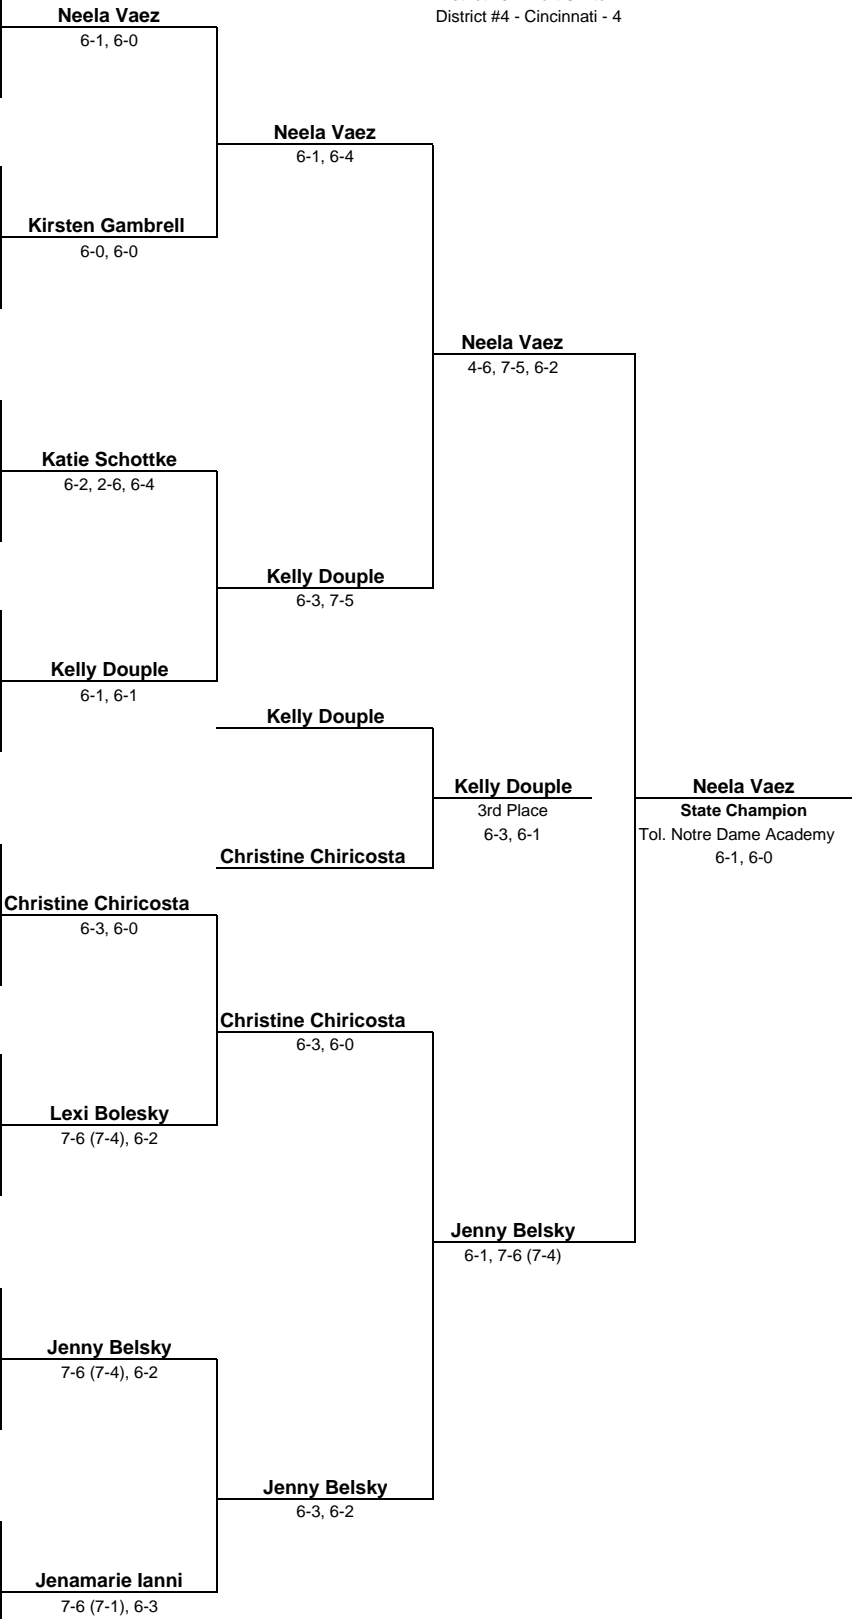 District #4 - Cincinnati - 4
Neela Vaez
6-1, 6-0
Neela Vaez
6-1, 6-4
Kirsten Gambrell
6-0, 6-0
Neela Vaez
4-6, 7-5, 6-2
Katie Schottke
6-2, 2-6, 6-4
Kelly Douple
6-3, 7-5
Kelly Douple
6-1, 6-1
Kelly Douple
Kelly Douple
3rd Place
6-3, 6-1
Neela Vaez
State Champion
Tol. Notre Dame Academy
6-1, 6-0
Christine Chiricosta
Christine Chiricosta
6-3, 6-0
Christine Chiricosta
6-3, 6-0
Lexi Bolesky
7-6 (7-4), 6-2
Jenny Belsky
6-1, 7-6 (7-4)
Jenny Belsky
7-6 (7-4), 6-2
Jenny Belsky
6-3, 6-2
Jenamarie Ianni
7-6 (7-1), 6-3